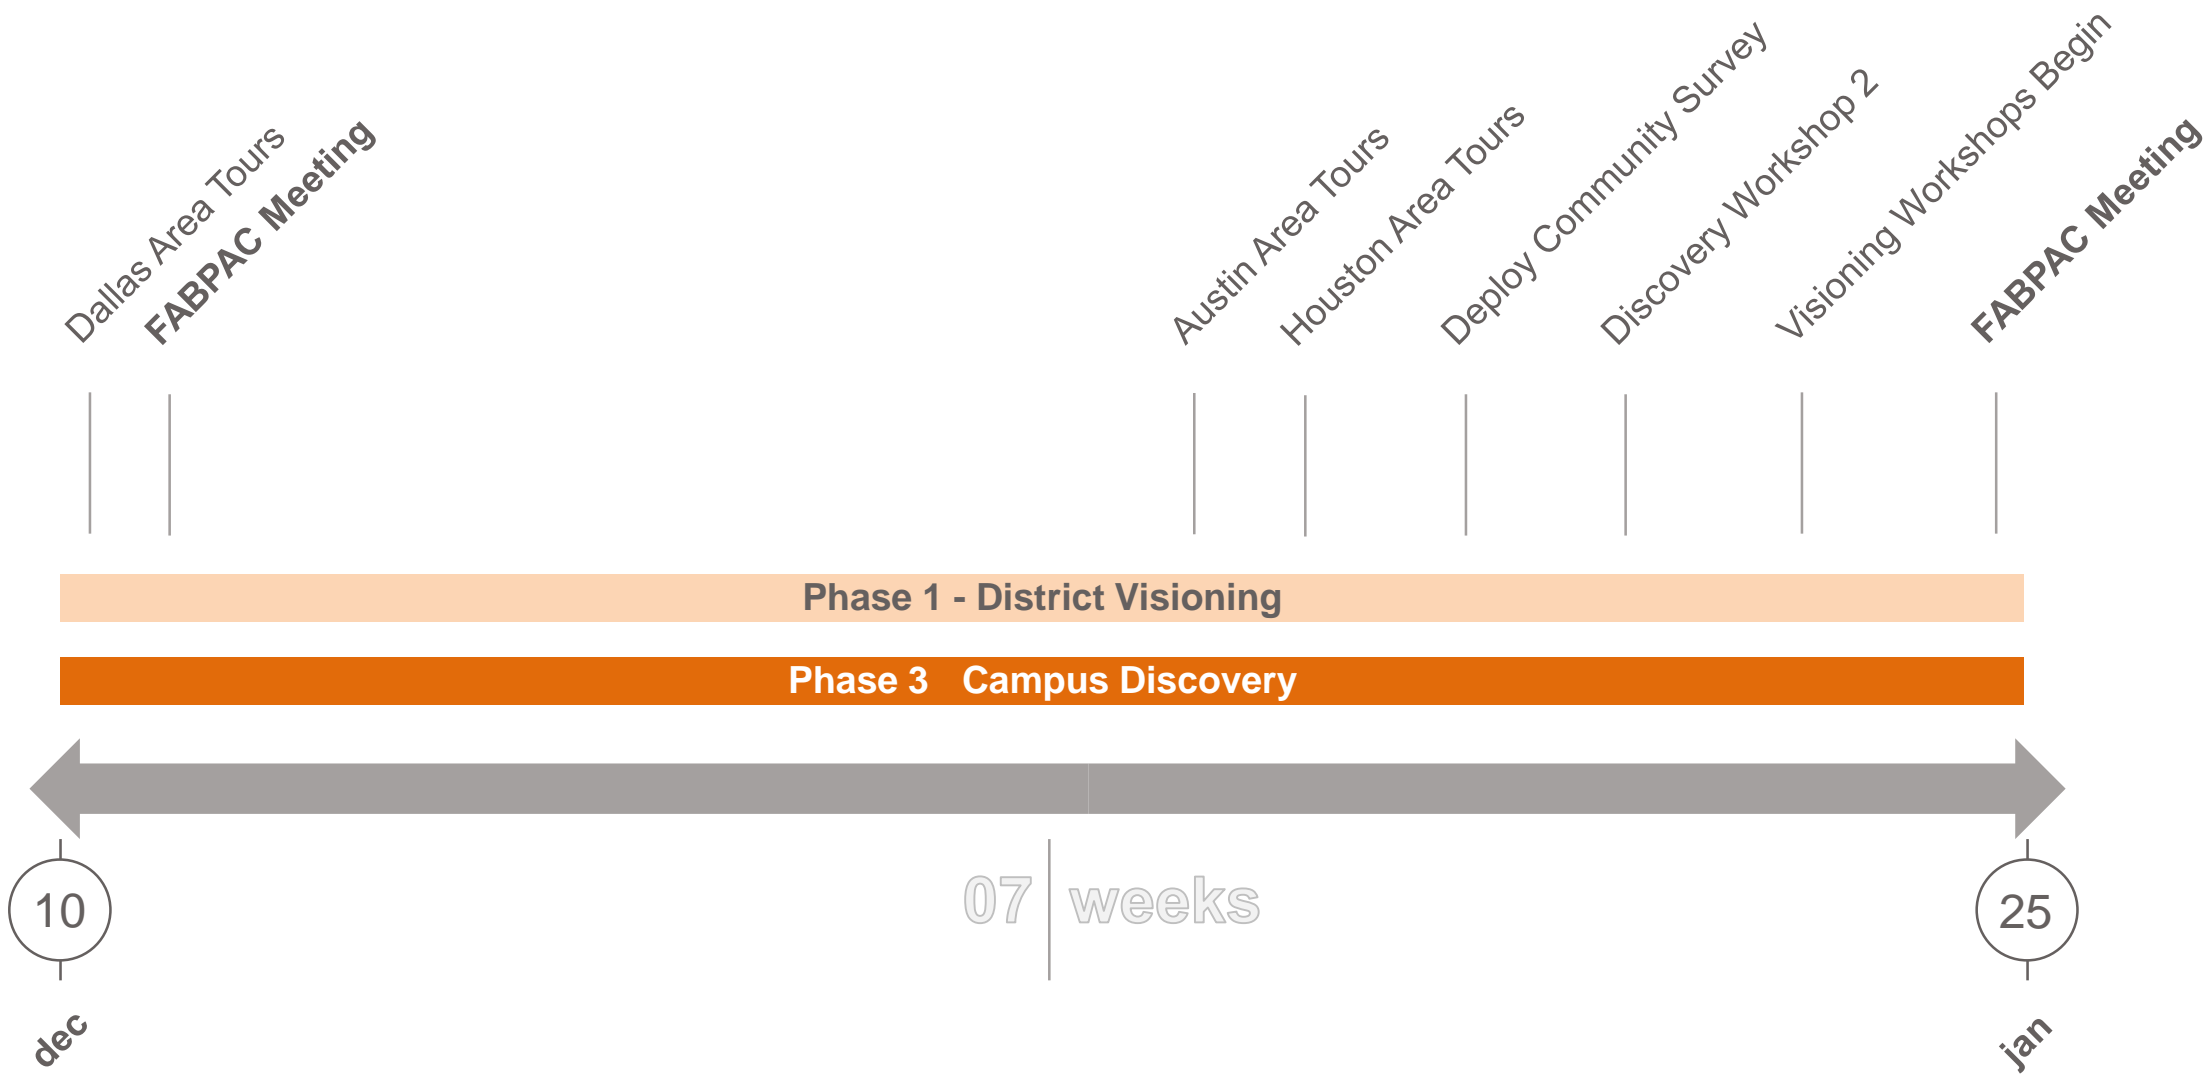 Dallas Area Tours
FABPAC Meeting
Austin Area Tours
Houston Area Tours
Deploy Community Survey
Discovery Workshop 2
Visioning Workshops Begin
FABPAC Meeting
Phase 1 - District Visioning
Phase 3 Campus Discovery
10
07 weeks
25
dec
jan